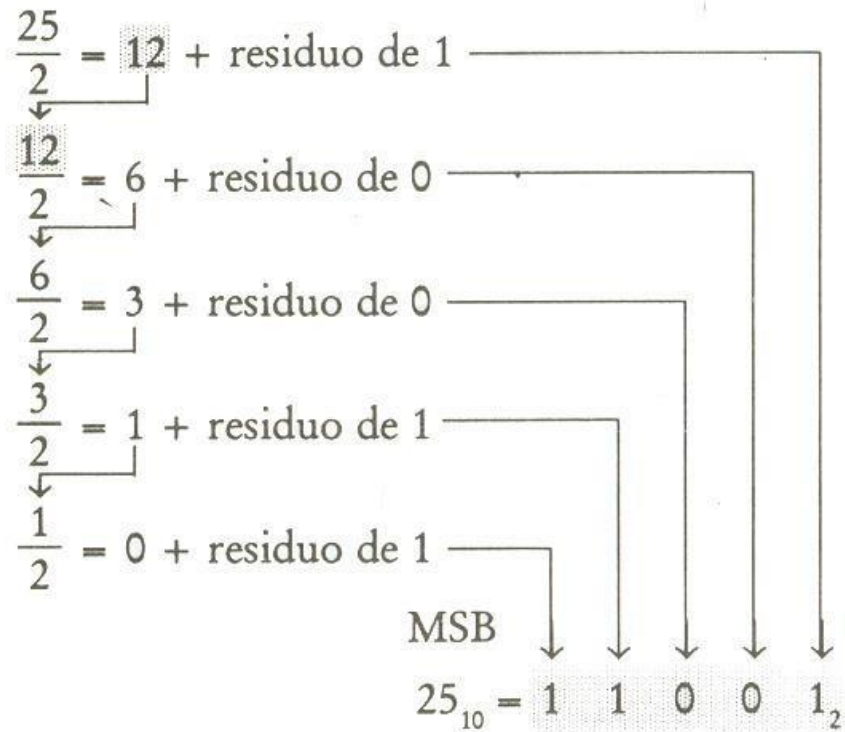 25/2 = 12 + residuo de 1
12/2 = 6 + residuo de 0
6/2 = 3 + residuo de 0
3/2 = 1 + residuo de 1
1/2 = 0 + residuo de 1
MSB
25₁₀ = 1 1 0 0 1₂